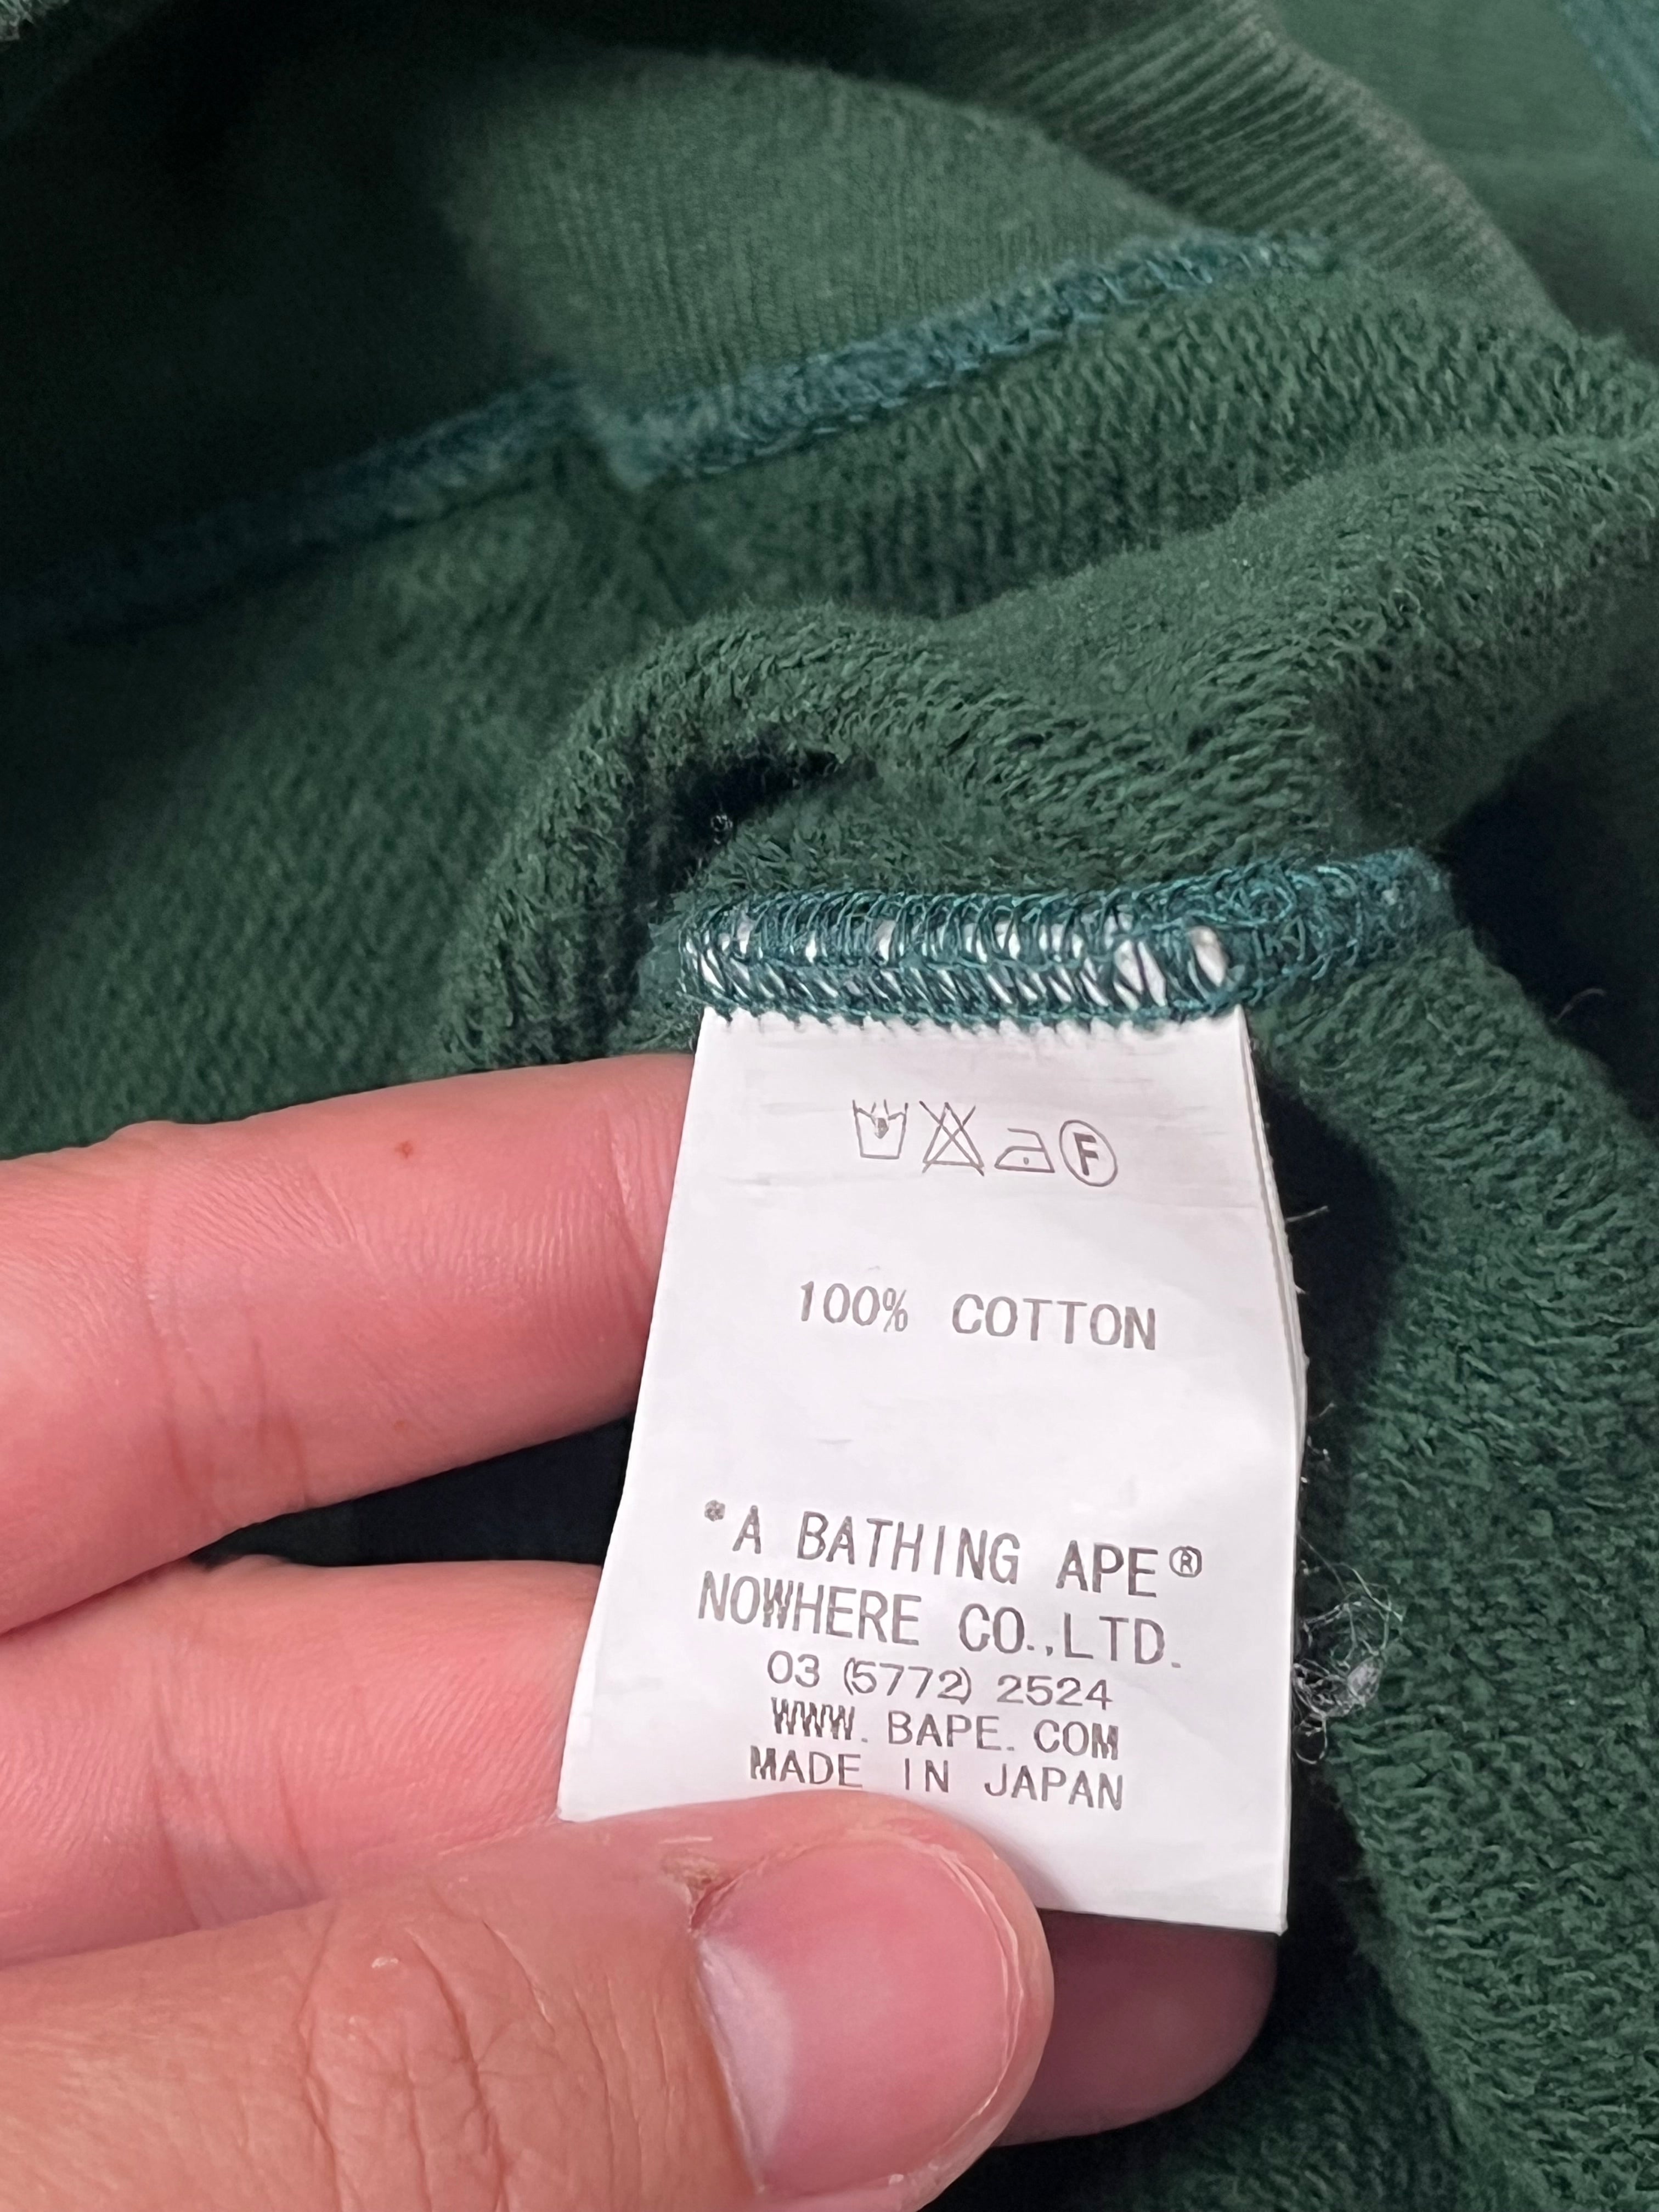 F
100% COTTON
*A BATHING APE®
NOWHERE CO.,LTD.
03 (5772) 2524
WWW. BAPE. COM
MADE IN JAPAN